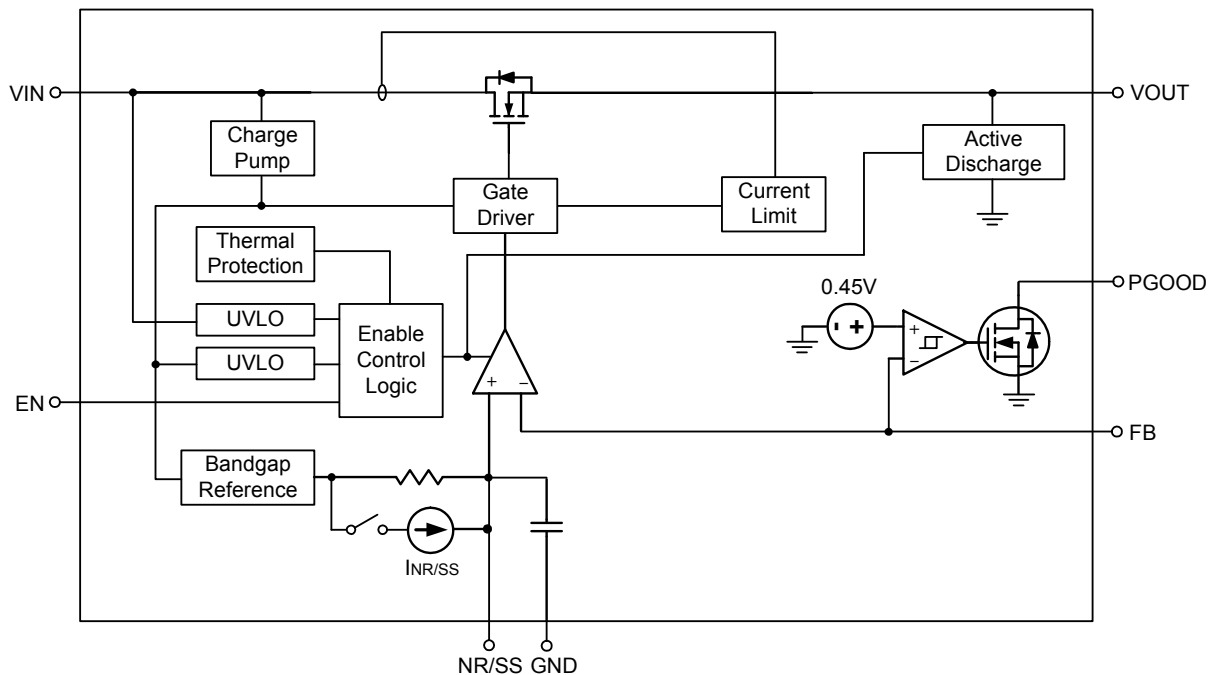 VIN
VOUT
Charge
Pump
Active
Discharge
Gate
Driver
Current
Limit
Thermal
Protection
PGOOD
0.45V
- +
UVLO
Enable
Control
Logic
+
−
UVLO
+ −
EN
FB
Bandgap
Reference
INR/SS
NR/SS GND